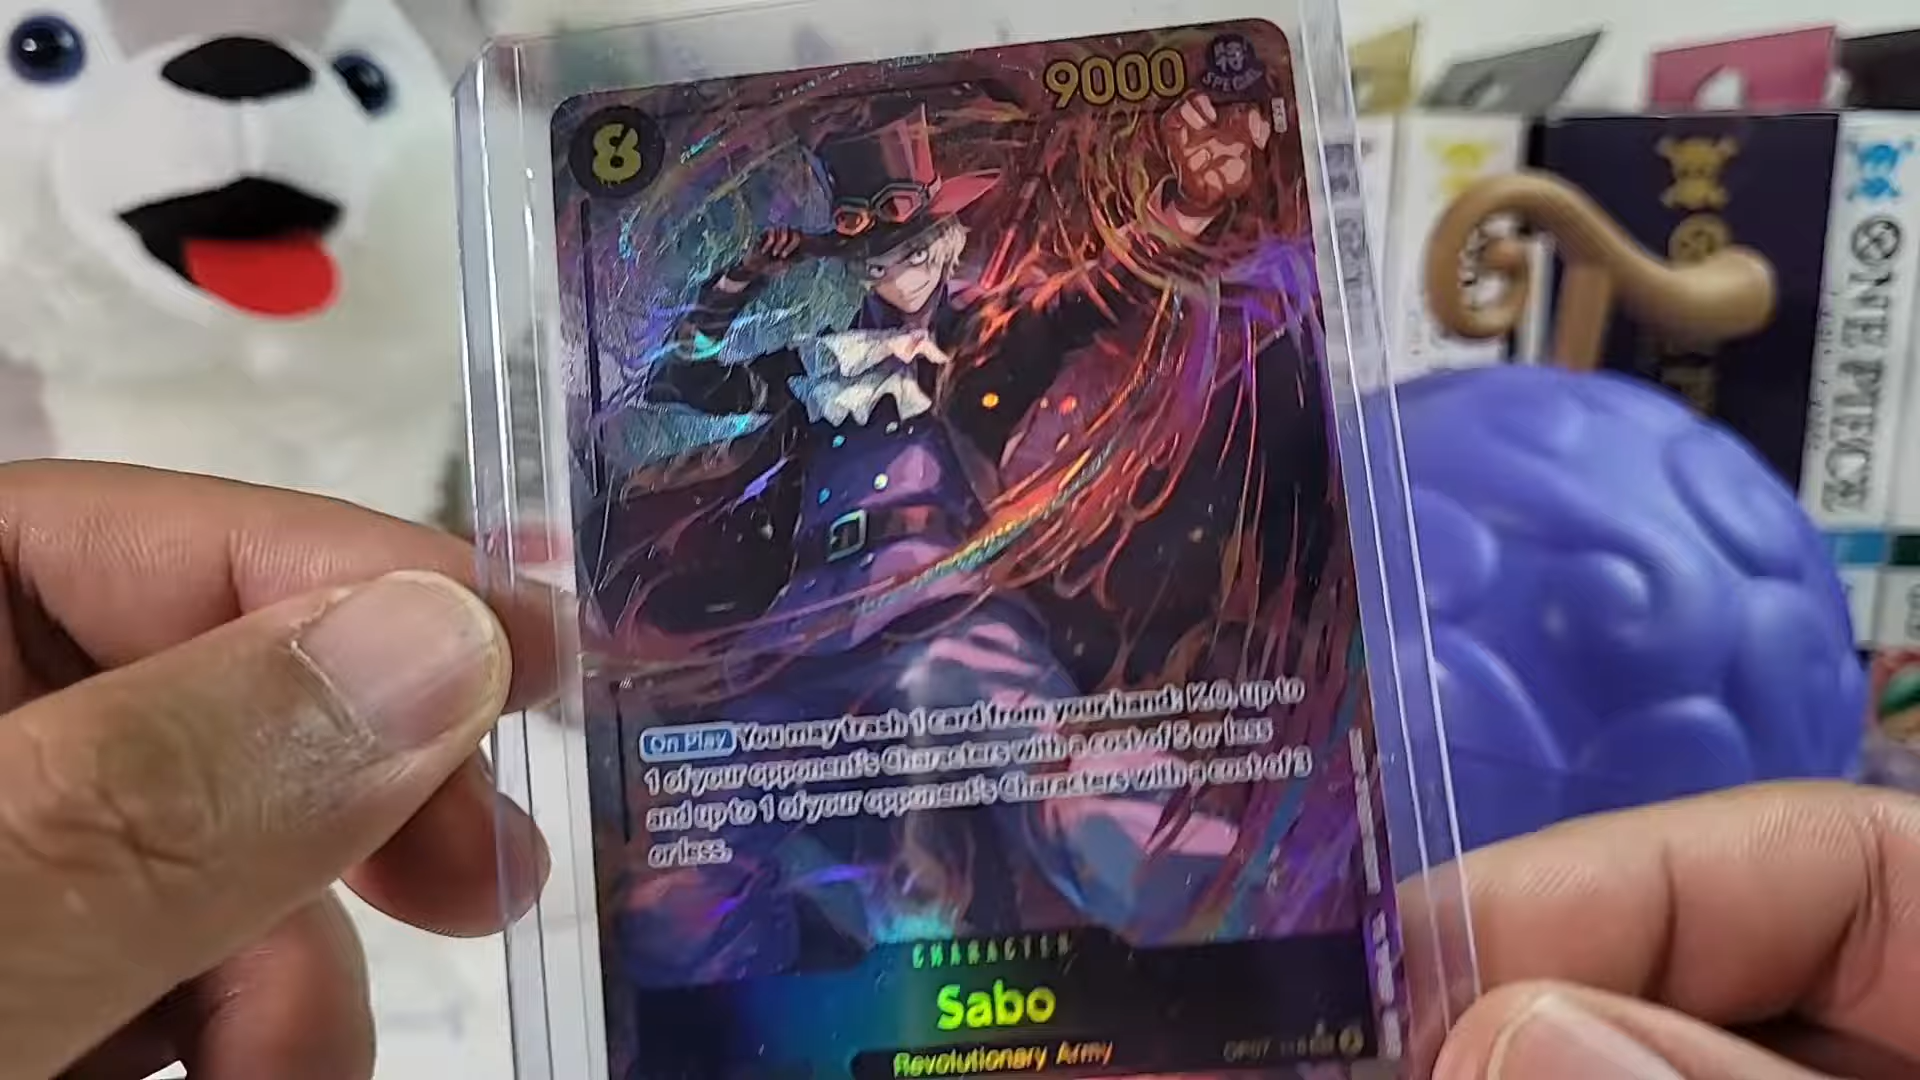 8
9000
SPECIAL
On Play You may trash 1 card from your hand: K.O. up to
1 of your opponent's Characters with a cost of 5 or less
and up to 1 of your opponent's Characters with a cost of 3
or less.
CHARACTER
Sabo
Revolutionary Army
ONE PIECE